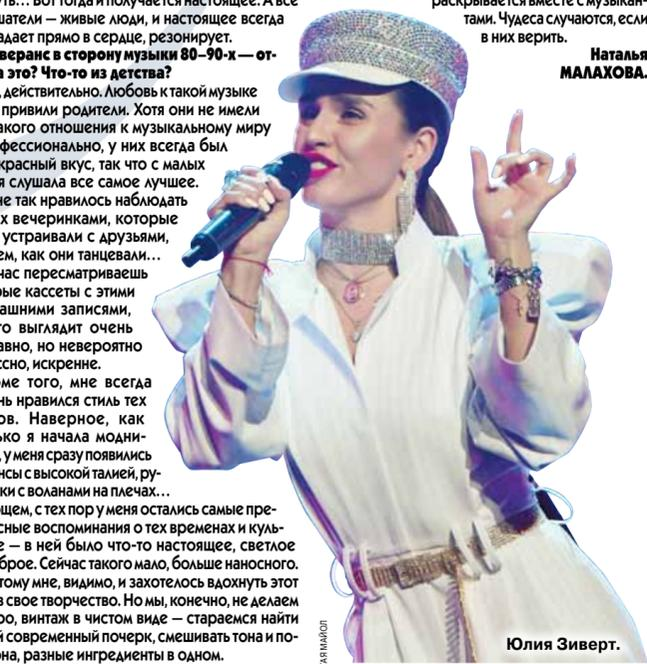 уть… Вот тогда и получается настоящее. А все
шатели — живые люди, и настоящее всегда
адает прямо в сердце, резонирует.
веранс в сторону музыки 80–90-х — от-
а это? Что-то из детства?
, действительно. Любовь к такой музыке
привили родители. Хотя они не имели
акого отношения к музыкальному миру
фессионально, у них всегда был
красный вкус, так что с малых
я слушала все самое лучшее.
не так нравилось наблюдать
х вечеринками, которые
устраивали с друзьями,
ем, как они танцевали…
час пересматриваешь
рые кассеты с этими
ашними записями,
то выглядит очень
авно, но невероятно
ссно, искренне.
оме того, мне всегда
нь нравился стиль тех
ов. Наверное, как
ько я начала модни-
, у меня сразу появились
нсы с высокой талией, ру-
ки с воланами на плечах…
ющем, с тех пор у меня остались самые пре-
сные воспоминания о тех временах и куль-
е — в ней было что-то настоящее, светлое
брое. Сейчас такого мало, больше наносного.
тому мне, видимо, и захотелось вдохнуть этот
в свое творчество. Но мы, конечно, не делаем
ро, винтаж в чистом виде — стараемся найти
й современный почерк, смешивать тона и по-
она, разные ингредиенты в одном.
раскрывается вместе с музыкан-
тами. Чудеса случаются, если
в них верить.
Наталья
МАЛАХОВА.
ТАЯ МАЙОЛ
Юлия Зиверт.